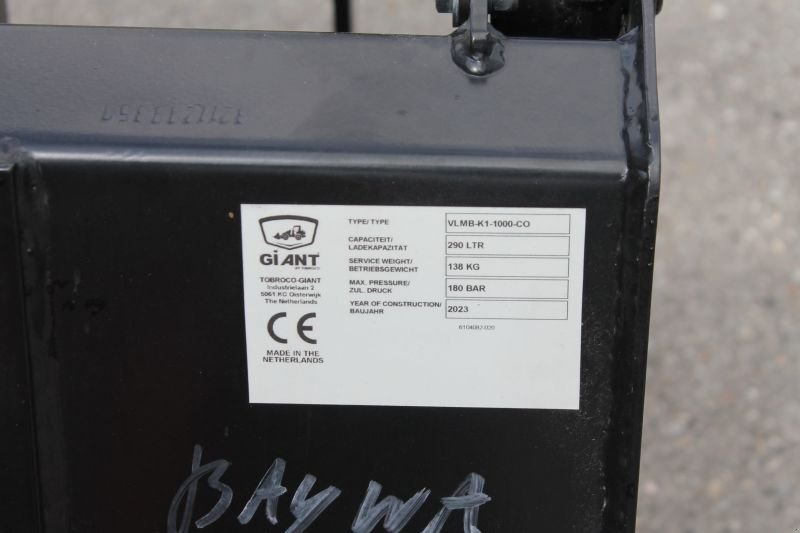 GIANT
BY TOBROCO
TOBROCO-GIANT
Industrielaan 2
5061 KC Oisterwijk
The Netherlands
CE
MADE IN THE
NETHERLANDS
TYPE/ TYPE VLMB-K1-1000-CO
CAPACITEIT/
LADEKAPAZITÄT 290 LTR
SERVICE WEIGHT/
BETRIEBSGEWICHT 138 KG
MAX. PRESSURE/
ZUL. DRUCK 180 BAR
YEAR OF CONSTRUCTION/
BAUJAHR 2023
6104082-020
BAYWA